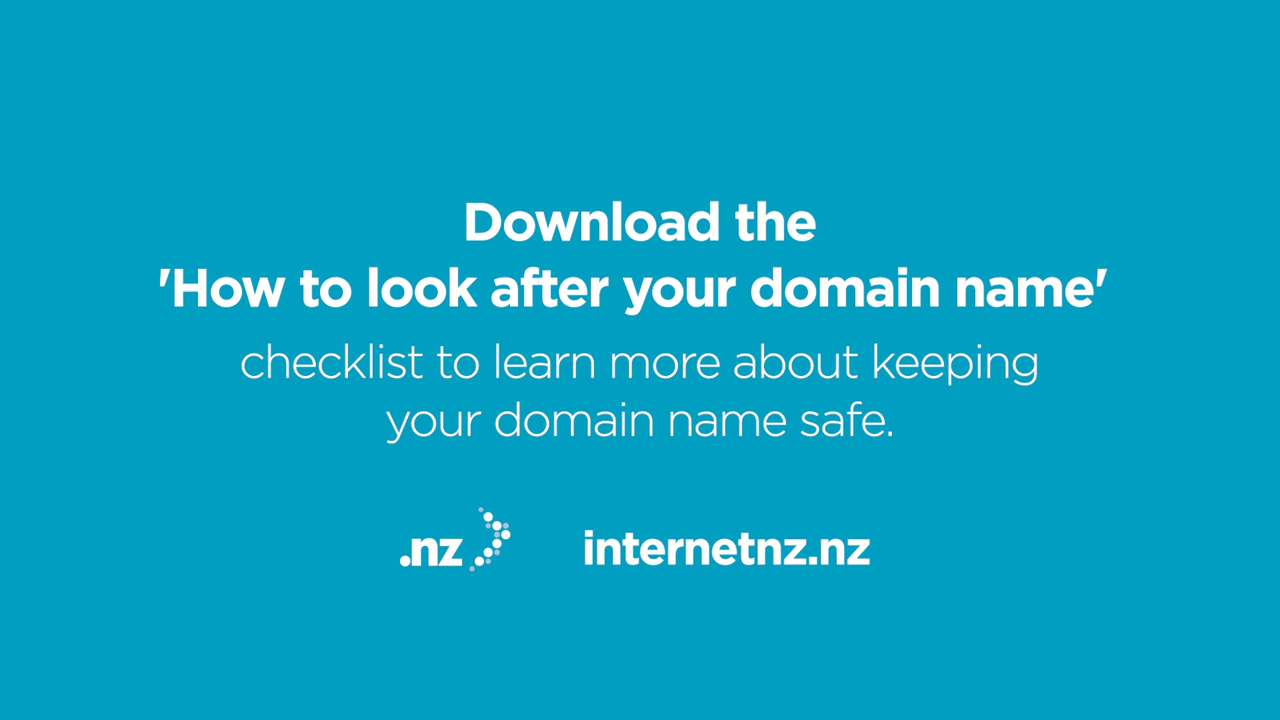 Download the
'How to look after your domain name'
checklist to learn more about keeping
your domain name safe.
.nz internetnz.nz